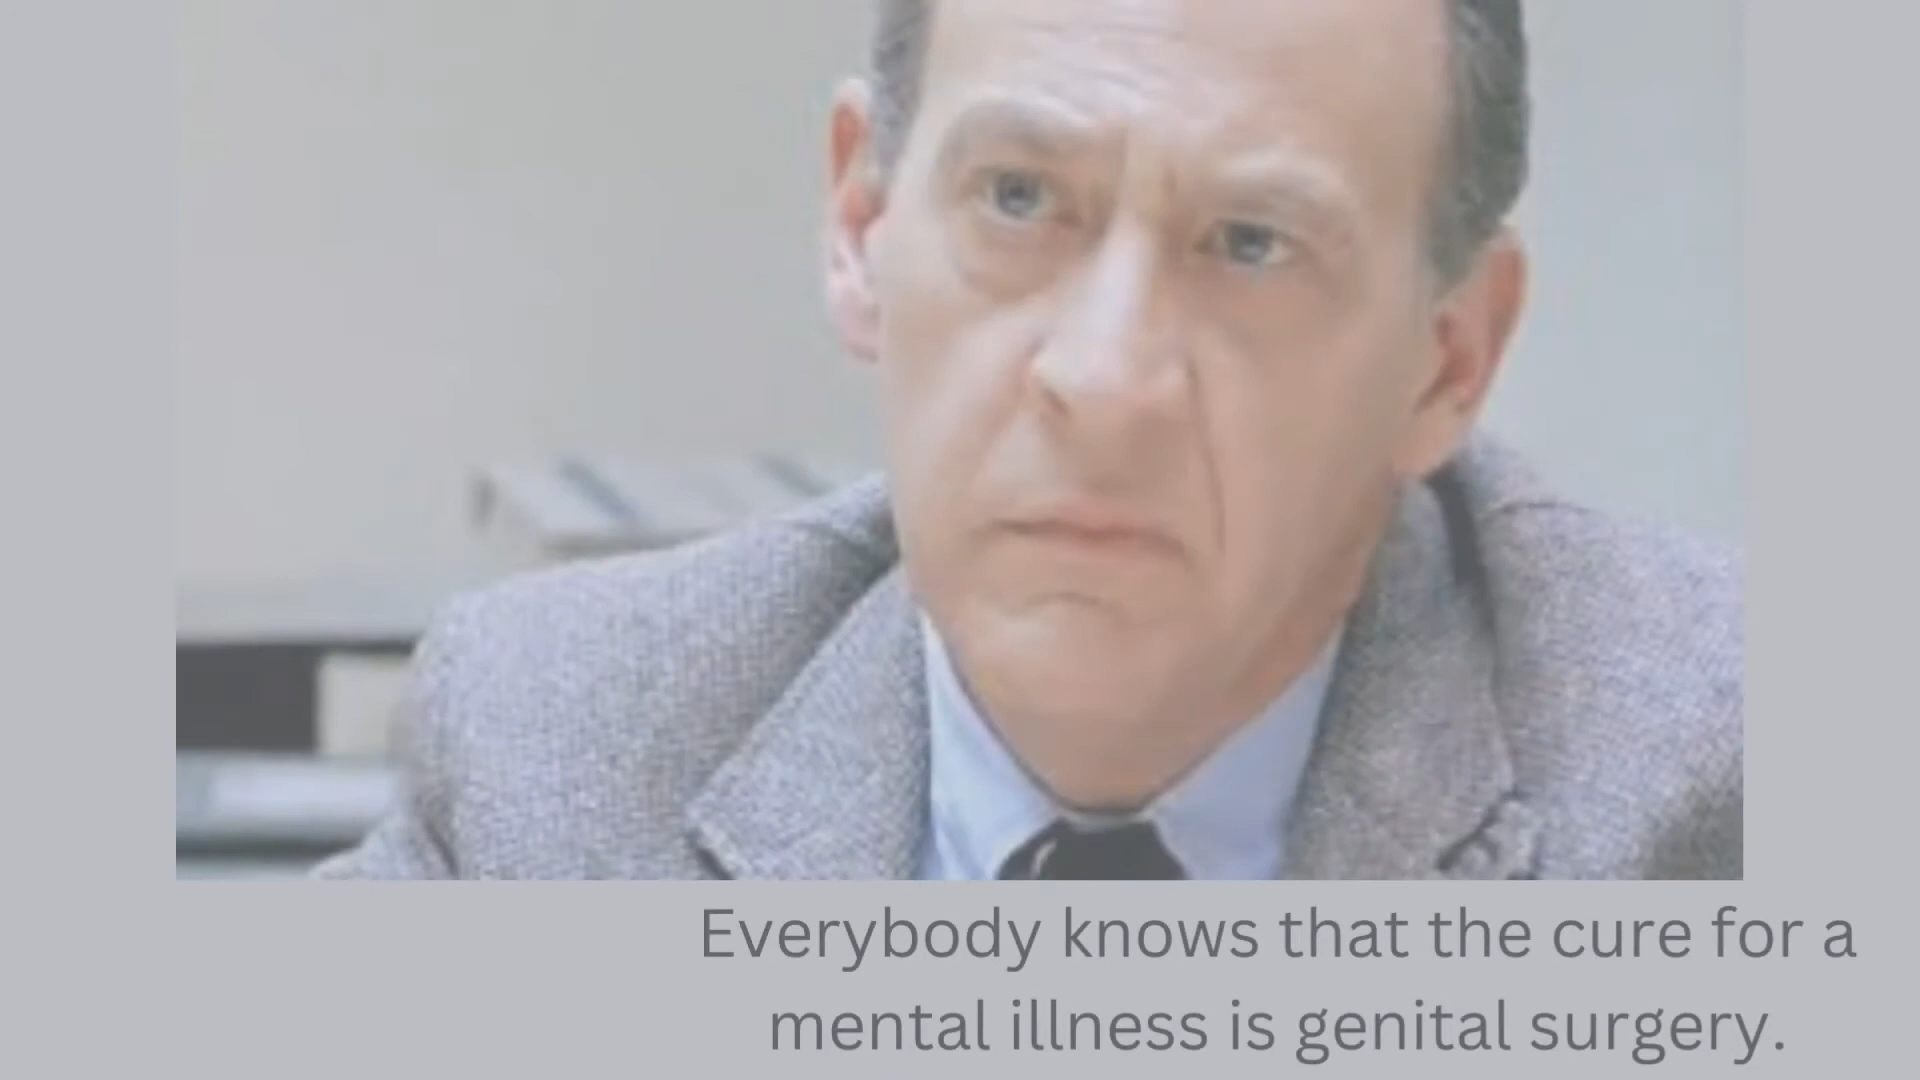 Everybody knows that the cure for a
mental illness is genital surgery.